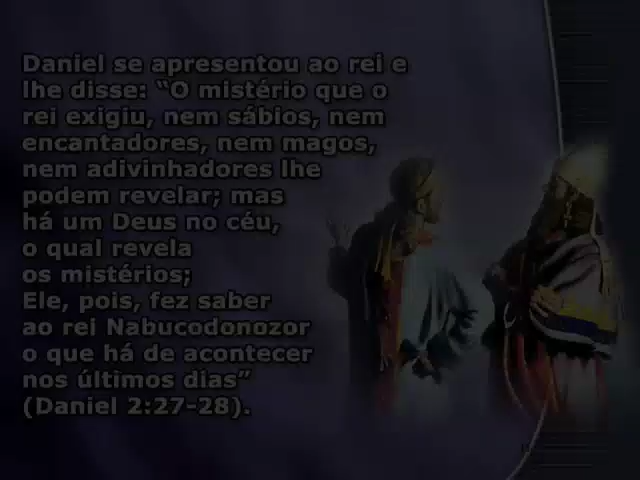 Daniel se apresentou ao rei e
lhe disse: “O mistério que o
rei exigiu, nem sábios, nem
encantadores, nem magos,
nem adivinhadores lhe
podem revelar; mas
há um Deus no céu,
o qual revela
os mistérios;
Ele, pois, fez saber
ao rei Nabucodonozor
o que há de acontecer
nos últimos dias”
(Daniel 2:27-28).